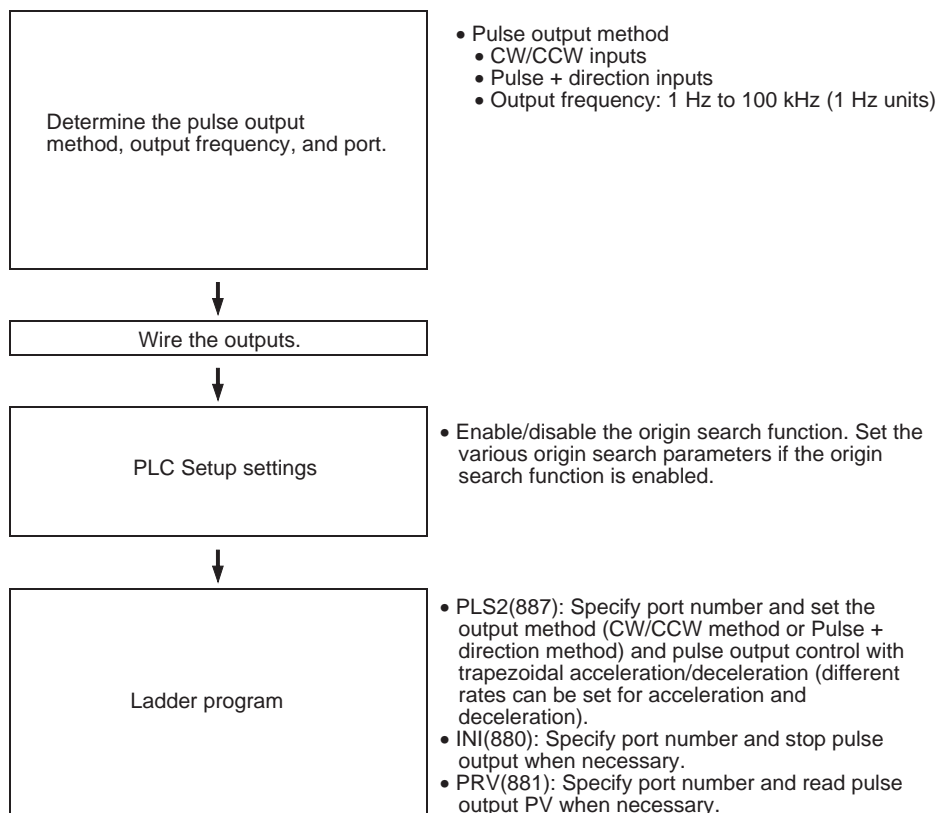 Determine the pulse output
method, output frequency, and port.
• Pulse output method
• CW/CCW inputs
• Pulse + direction inputs
• Output frequency: 1 Hz to 100 kHz (1 Hz units)
Wire the outputs.
PLC Setup settings
• Enable/disable the origin search function. Set the
various origin search parameters if the origin
search function is enabled.
Ladder program
• PLS2(887): Specify port number and set the
output method (CW/CCW method or Pulse +
direction method) and pulse output control with
trapezoidal acceleration/deceleration (different
rates can be set for acceleration and
deceleration).
• INI(880): Specify port number and stop pulse
output when necessary.
• PRV(881): Specify port number and read pulse
output PV when necessary.